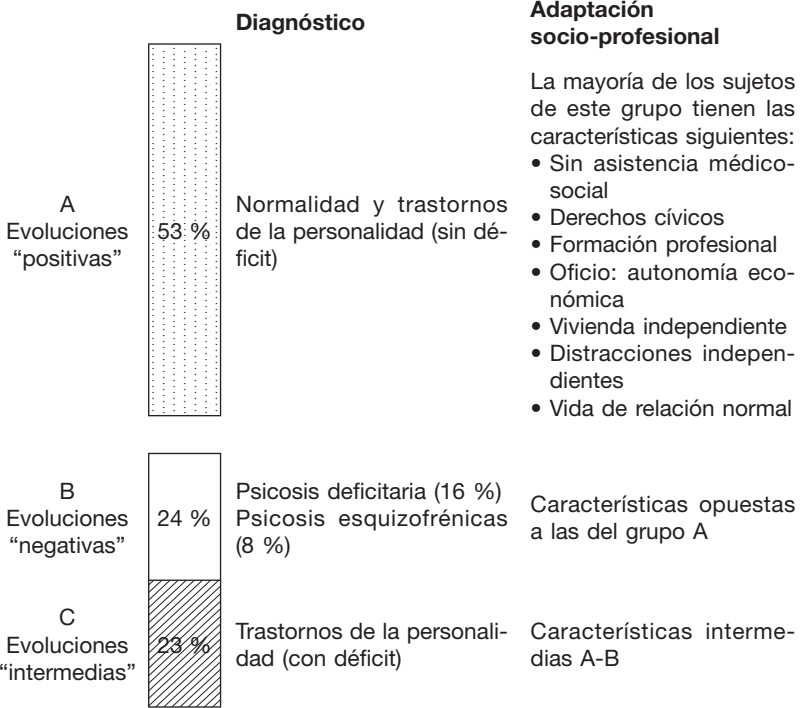 Diagnóstico
Adaptación
socio-profesional
A
Evoluciones
“positivas”
53 %
Normalidad y trastornos
de la personalidad (sin dé-
ficit)
La mayoría de los sujetos
de este grupo tienen las
características siguientes:
• Sin asistencia médico-
social
• Derechos cívicos
• Formación profesional
• Oficio: autonomía eco-
nómica
• Vivienda independiente
• Distracciones indepen-
dientes
• Vida de relación normal
B
Evoluciones
“negativas”
24 %
Psicosis deficitaria (16 %)
Psicosis esquizofrénicas
(8 %)
Características opuestas
a las del grupo A
C
Evoluciones
“intermedias”
23 %
Trastornos de la personali-
dad (con déficit)
Características interme-
dias A-B